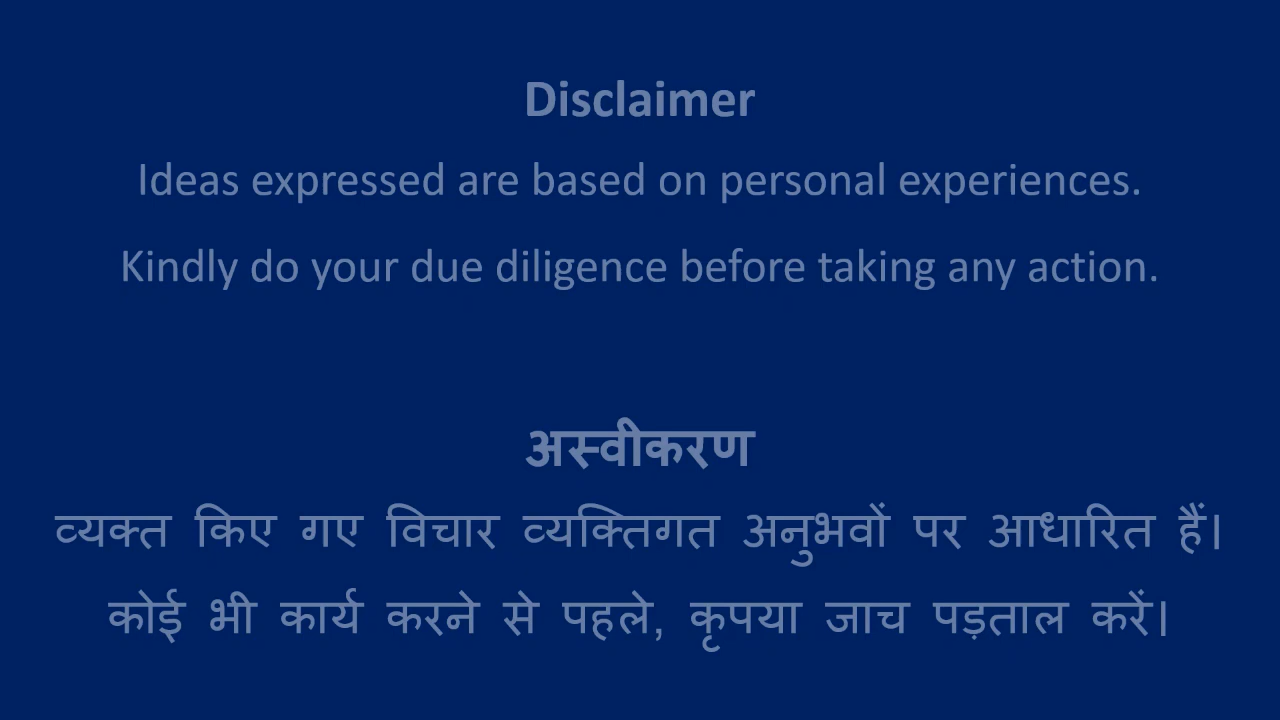 Disclaimer
Ideas expressed are based on personal experiences.
Kindly do your due diligence before taking any action.
अस्वीकरण
व्यक्त किए गए विचार व्यक्तिगत अनुभवों पर आधारित हैं।
कोई भी कार्य करने से पहले, कृपया जाच पड़ताल करें।